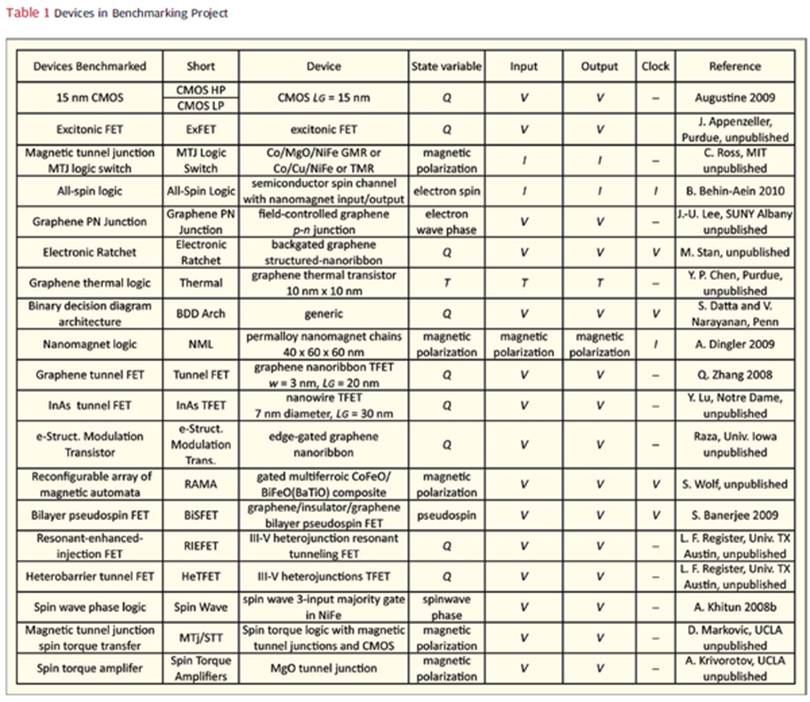 Table 1 Devices in Benchmarking Project
Devices Benchmarked Short Device State variable Input Output Clock Reference
15 nm CMOS CMOS HP CMOS LP CMOS LG = 15 nm Q V V – Augustine 2009
Excitonic FET ExFET excitonic FET Q V V – J. Appenzeller, Purdue, unpublished
Magnetic tunnel junction MTJ logic switch MTJ Logic Switch Co/MgO/NiFe GMR or Co/Cu/NiFe or TMR magnetic polarization I I – C. Ross, MIT unpublished
All-spin logic All-Spin Logic semiconductor spin channel with nanomagnet input/output electron spin I I I B. Behin-Aein 2010
Graphene PN Junction Graphene PN Junction field-controlled graphene p-n junction electron wave phase V V – J.-U. Lee, SUNY Albany unpublished
Electronic Ratchet Electronic Ratchet backgated graphene structured-nanoribbon Q V V V M. Stan, unpublished
Graphene thermal logic Thermal graphene thermal transistor 10 nm x 10 nm T T T – Y. P. Chen, Purdue, unpublished
Binary decision diagram architecture BDD Arch generic Q V V V S. Datta and V. Narayanan, Penn
Nanomagnet logic NML permalloy nanomagnet chains 40 x 60 x 60 nm magnetic polarization magnetic polarization magnetic polarization I A. Dingler 2009
Graphene tunnel FET Tunnel FET graphene nanoribbon TFET w = 3 nm, LG = 20 nm Q V V – Q. Zhang 2008
InAs tunnel FET InAs TFET nanowire TFET 7 nm diameter, LG = 30 nm Q V V – Y. Lu, Notre Dame, unpublished
e-Struct. Modulation Transistor e-Struct. Modulation Trans. edge-gated graphene nanoribbon Q V V – Raza, Univ. Iowa unpublished
Reconfigurable array of magnetic automata RAMA gated multiferroic CoFeO/ BiFeO(BaTiO) composite magnetic polarization V V V S. Wolf, unpublished
Bilayer pseudospin FET BiSFET graphene/insulator/graphene bilayer pseudospin FET pseudospin V V V S. Banerjee 2009
Resonant-enhanced-injection FET RIEFET III-V heterojunction resonant tunneling FET Q V V – L. F. Register, Univ. TX Austin, unpublished
Heterobarrier tunnel FET HeTFET III-V heterojunctions TFET Q V V – L. F. Register, Univ. TX Austin, unpublished
Spin wave phase logic Spin Wave spin wave 3-input majority gate in NiFe spinwave phase V V – A. Khitun 2008b
Magnetic tunnel junction spin torque transfer MTj/STT Spin torque logic with magnetic tunnel junctions and CMOS magnetic polarization V V – D. Markovic, UCLA unpublished
Spin torque amplifer Spin Torque Amplifiers MgO tunnel junction magnetic polarization V V – A. Krivorotov, UCLA unpublished